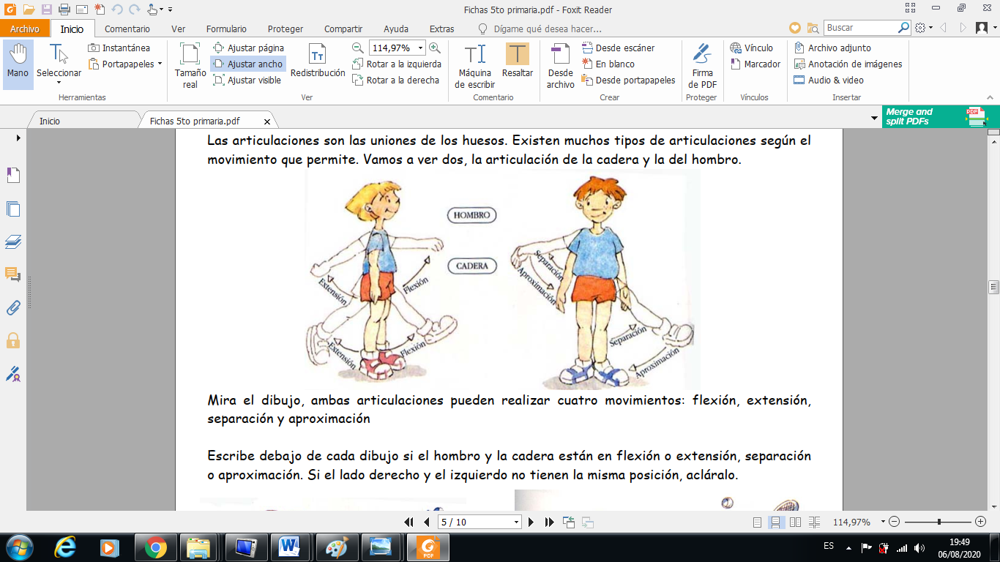 Fichas 5to primaria.pdf - Foxit Reader
Archivo Inicio Comentario Ver Formulario Proteger Compartir Ayuda Extras Dígame qué desea hacer... Buscar
Mano
Seleccionar
Instantánea
Portapapeles
Herramientas
Tamaño real
Ajustar página
Ajustar ancho
Ajustar visible
Redistribución
114,97%
Rotar a la izquierda
Rotar a la derecha
Ver
Máquina de escribir
Resaltar
Comentario
Desde archivo
Desde escáner
En blanco
Desde portapapeles
Crear
Firma de PDF
Proteger
Vínculo
Marcador
Vínculos
Archivo adjunto
Anotación de imágenes
Audio & video
Insertar
Inicio
Fichas 5to primaria.pdf
Merge and
split PDFs
PDF
Las articulaciones son las uniones de los huesos. Existen muchos tipos de articulaciones según el
movimiento que permite. Vamos a ver dos, la articulación de la cadera y la del hombro.
HOMBRO
CADERA
Extensión
Flexión
Extensión
Flexión
Separación
Aproximación
Separación
Aproximación
Mira el dibujo, ambas articulaciones pueden realizar cuatro movimientos: flexión, extensión,
separación y aproximación
Escribe debajo de cada dibujo si el hombro y la cadera están en flexión o extensión, separación
o aproximación. Si el lado derecho y el izquierdo no tienen la misma posición, acláralo.
5 / 10
114,97%
ES
19:49
06/08/2020
PDF